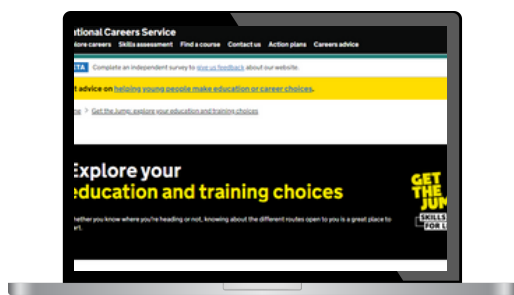 ational Careers Service
lore careers Skills assessment Find a course Contact us Action plans Careers advice
ETA Complete an independent survey to give us feedback about our website.
t advice on helping young people make education or career choices.
me > Get the Jump: explore your education and training choices
Explore your
education and training choices
hether you know where you're heading or not, knowing about the different routes open to you is a great place to
art.
GET
THE
JUM
SKILLS
FOR L